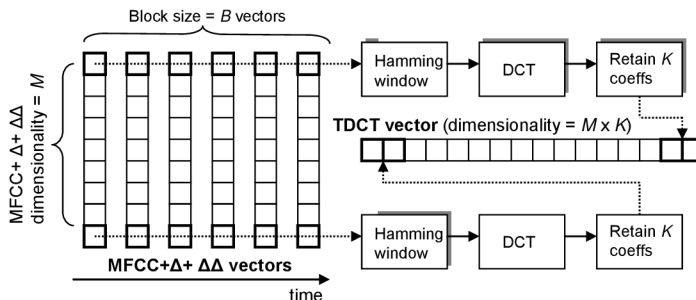 Block size = B vectors
MFCC+ Δ+ ΔΔ
dimensionality = M
Hamming
window
DCT
Retain K
coeffs
TDCT vector (dimensionality = M x K)
Hamming
window
DCT
Retain K
coeffs
MFCC+Δ+ ΔΔ vectors
time